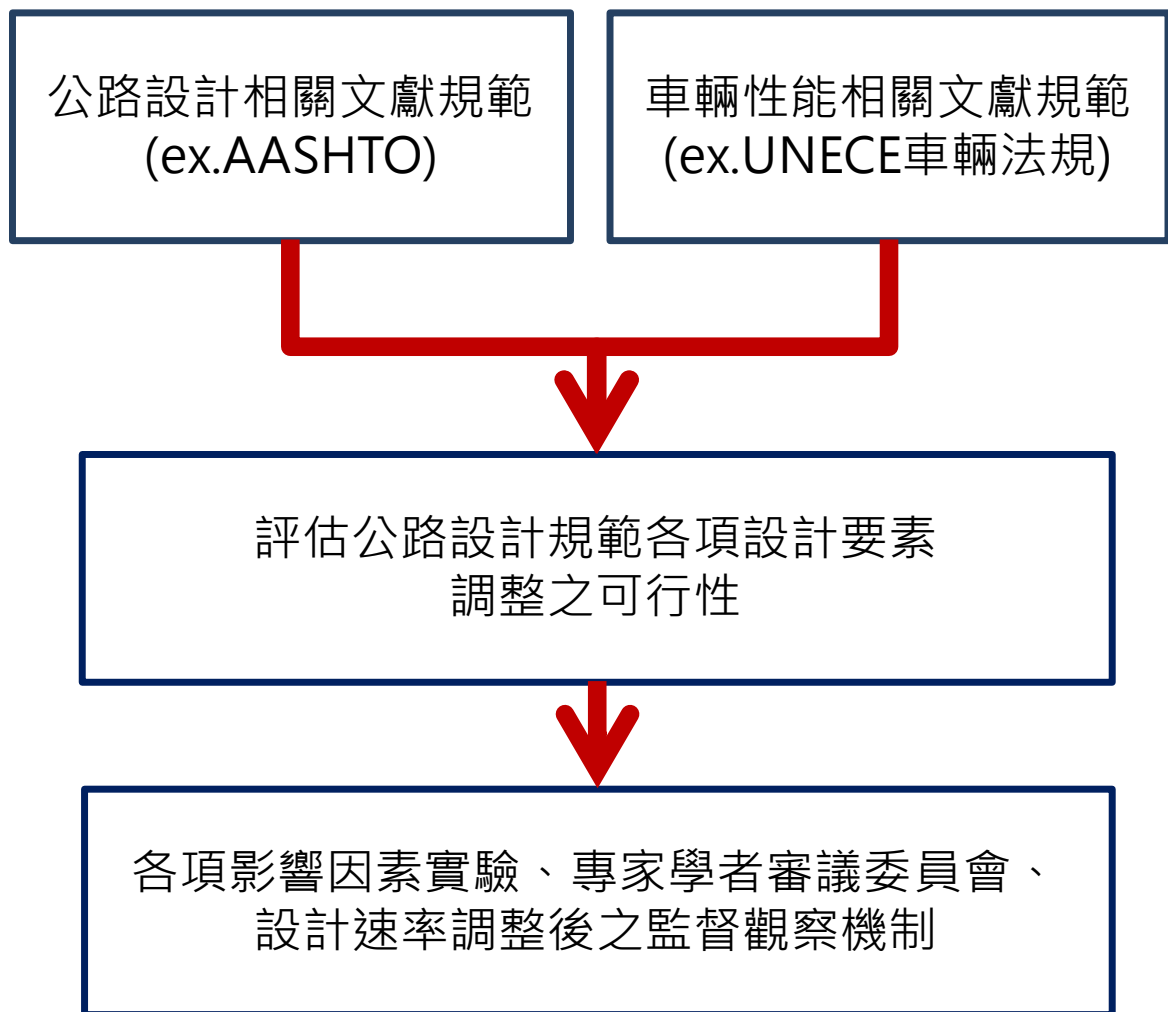 公路設計相關文獻規範
(ex.AASHTO)
車輛性能相關文獻規範
(ex.UNECE車輛法規)
評估公路設計規範各項設計要素
調整之可行性
各項影響因素實驗、專家學者審議委員會、
設計速率調整後之監督觀察機制